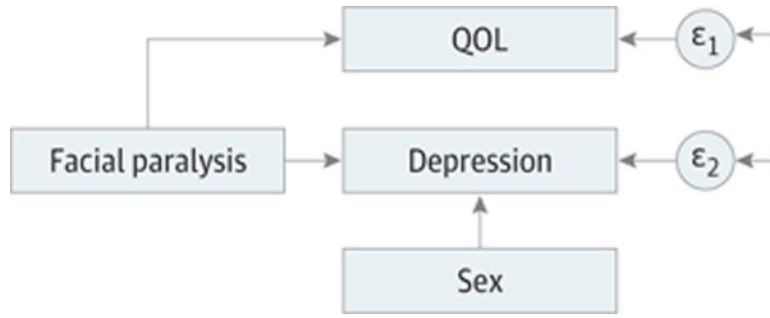 QOL
ε1
Facial paralysis
Depression
ε2
Sex